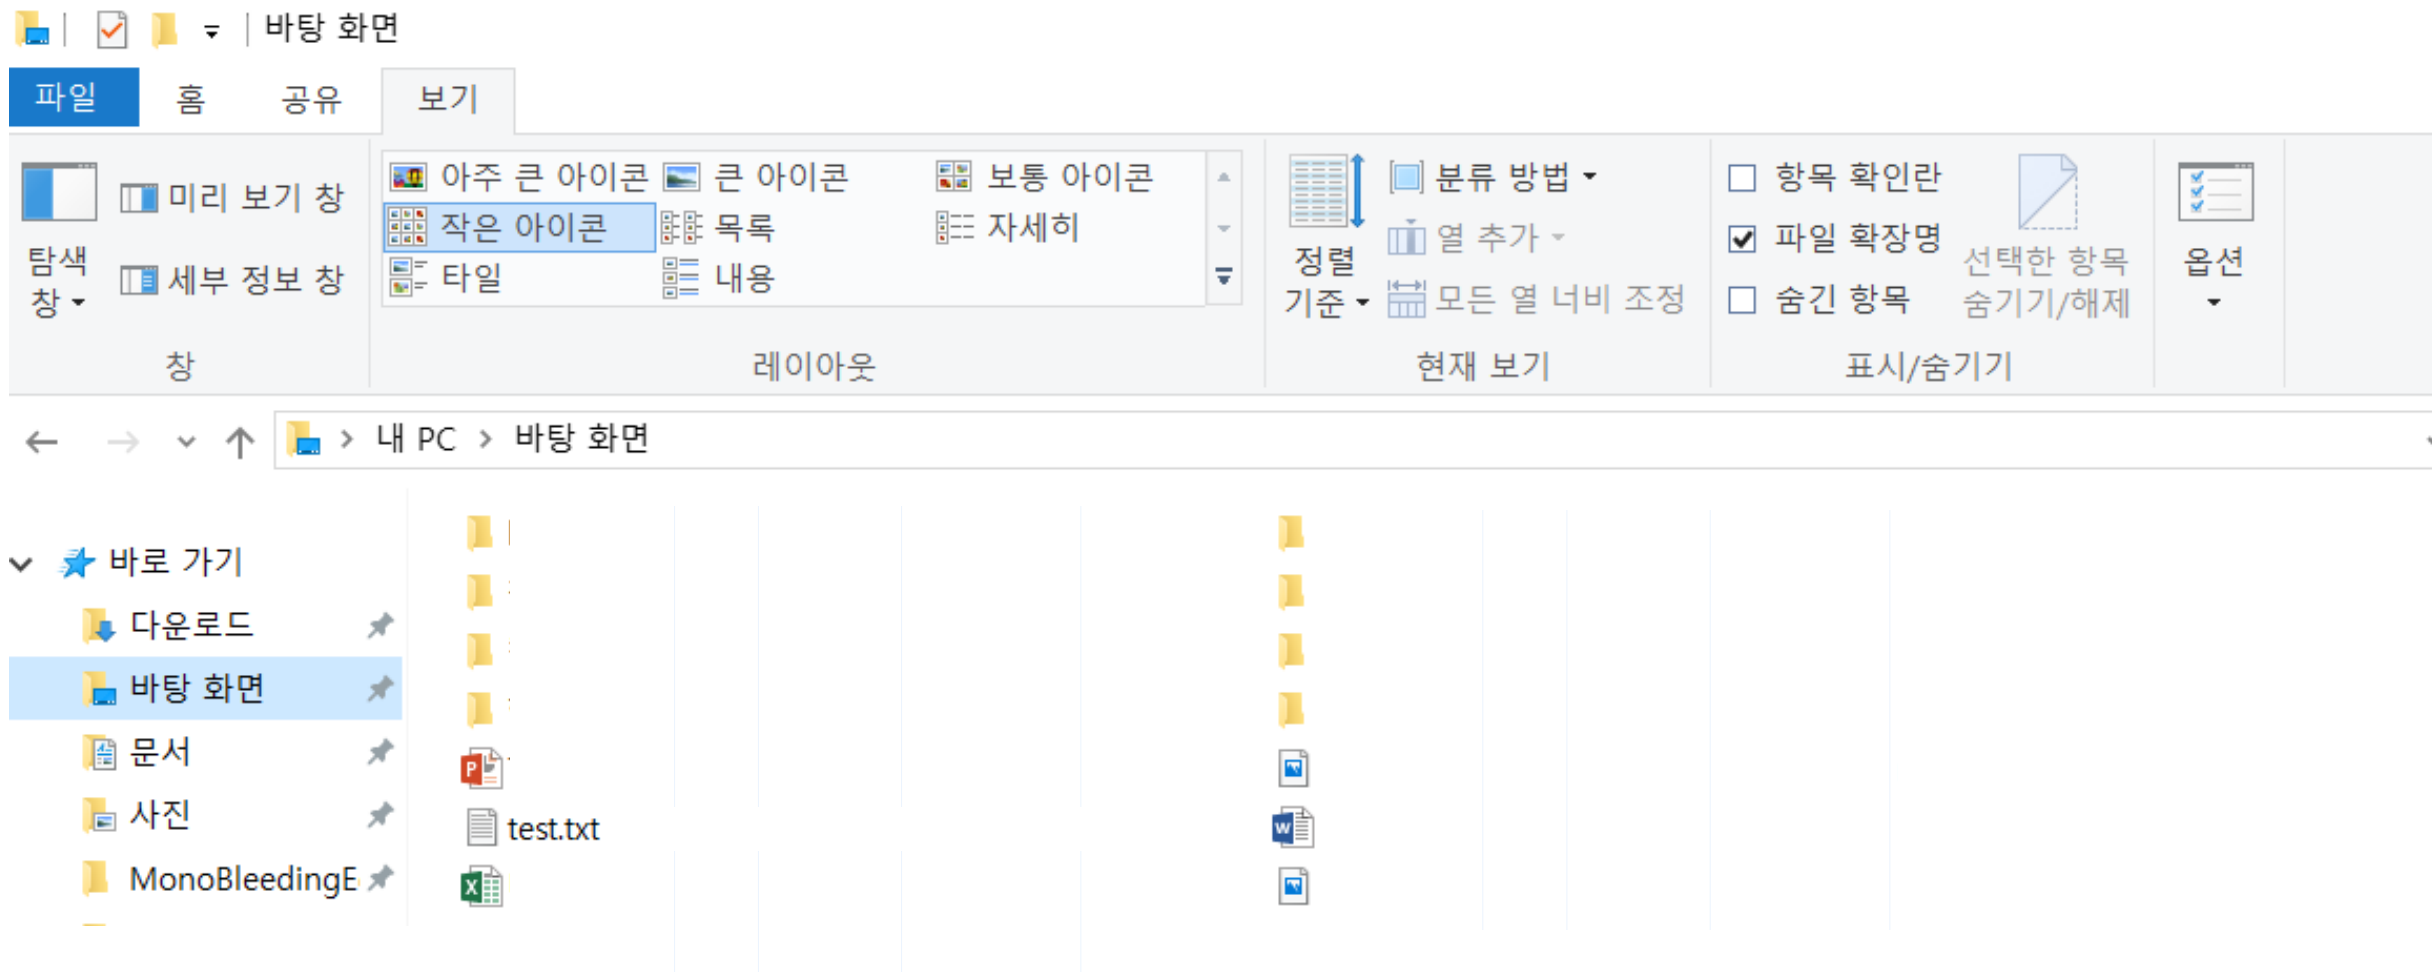 바탕 화면
파일 홈 공유 보기
탐색
창
미리 보기 창
세부 정보 창
창
아주 큰 아이콘 큰 아이콘 보통 아이콘
작은 아이콘 목록 자세히
타일 내용
레이아웃
정렬
기준
분류 방법
열 추가
모든 열 너비 조정
현재 보기
항목 확인란
파일 확장명
숨긴 항목
선택한 항목
숨기기/해제
표시/숨기기
옵션
내 PC 바탕 화면
바로 가기
다운로드
바탕 화면
문서
사진
MonoBleedingE
test.txt